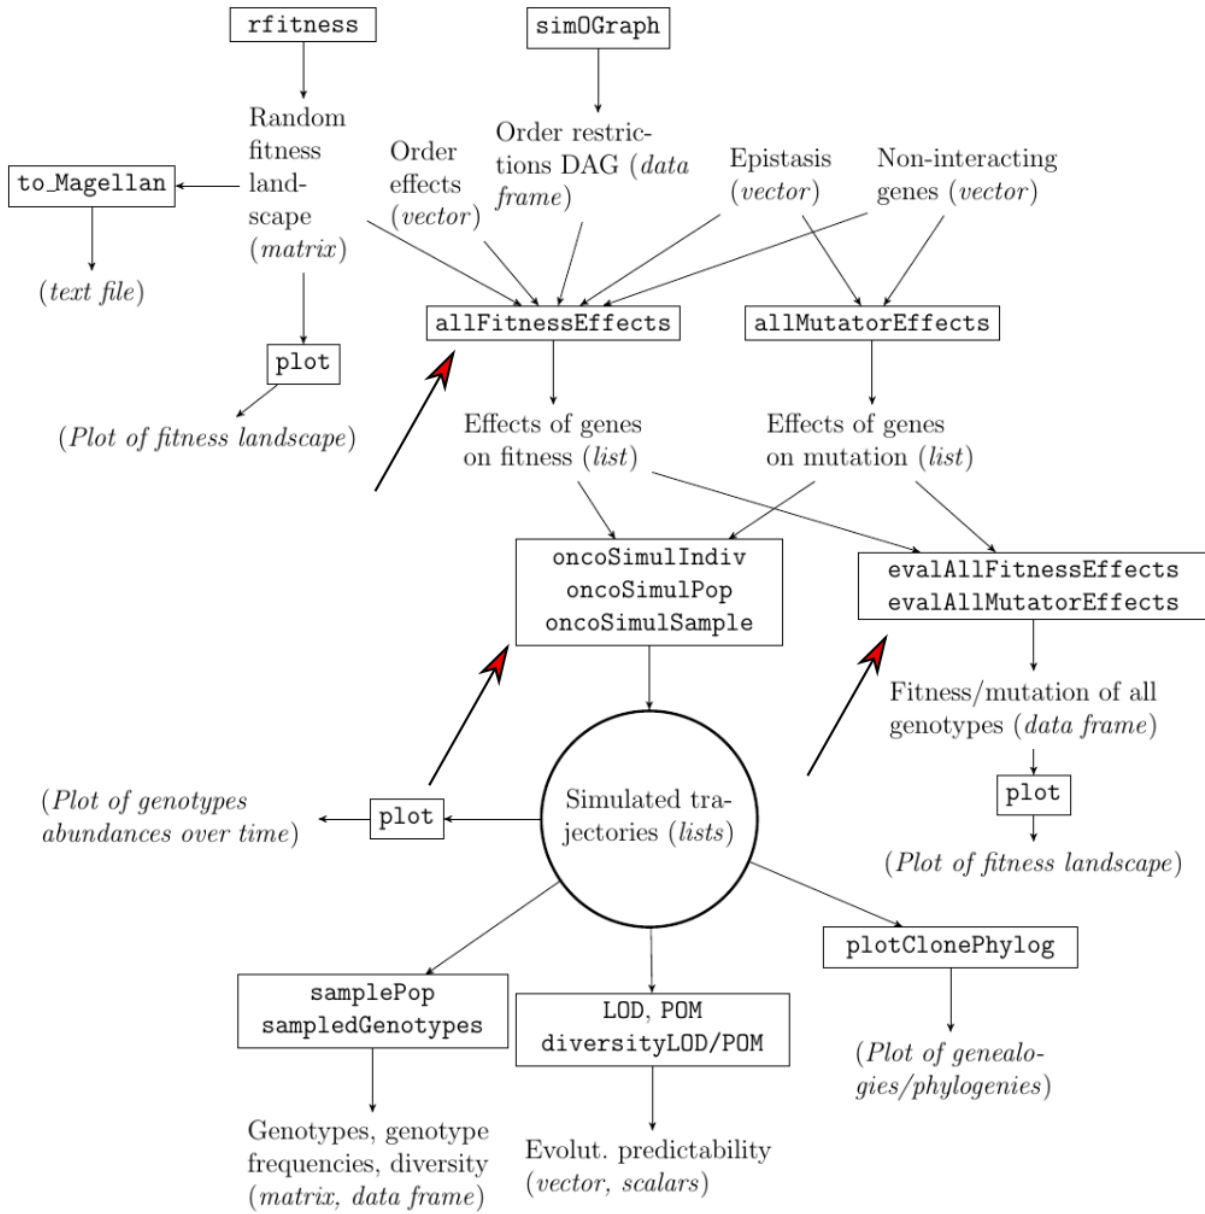 rfitness
simOGraph
Random
fitness
land-
scape
(matrix)
Order
effects
(vector)
Order restric-
tions DAG (data
frame)
Epistasis
(vector)
Non-interacting
genes (vector)
to_Magellan
(text file)
allFitnessEffects
allMutatorEffects
plot
(Plot of fitness landscape)
Effects of genes
on fitness (list)
Effects of genes
on mutation (list)
oncoSimulIndiv
oncoSimulPop
oncoSimulSample
evalAllFitnessEffects
evalAllMutatorEffects
Fitness/mutation of all
genotypes (data frame)
plot
(Plot of fitness landscape)
Simulated tra-
jectories (lists)
plot
(Plot of genotypes
abundances over time)
plotClonePhylog
(Plot of genealo-
gies/phylogenies)
samplePop
sampledGenotypes
LOD, POM
diversityLOD/POM
Genotypes, genotype
frequencies, diversity
(matrix, data frame)
Evolut. predictability
(vector, scalars)